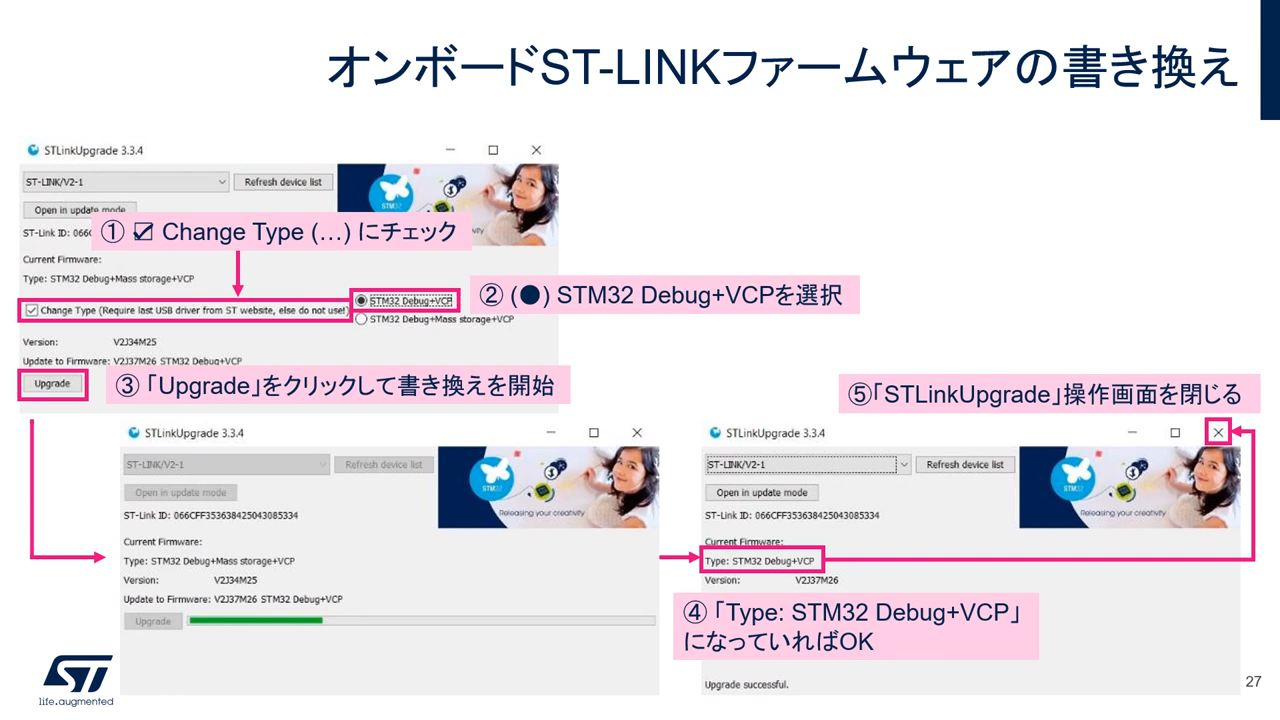 オンボードST-LINKファームウェアの書き換え
STLinkUpgrade 3.3.4
ST-LINK/V2-1
Refresh device list
Open in update mode
ST-Link ID: 066C
① ☑ Change Type (…) にチェック
Current Firmware:
Type: STM32 Debug+Mass storage+VCP
Change Type (Require last USB driver from ST website, else do not use!)
STM32 Debug+VCP
STM32 Debug+Mass storage+VCP
② (●) STM32 Debug+VCPを選択
Version: V2J34M25
Update to Firmware: V2J37M26 STM32 Debug+VCP
Upgrade
③ 「Upgrade」をクリックして書き換えを開始
STLinkUpgrade 3.3.4
ST-LINK/V2-1
Refresh device list
Open in update mode
STM32
Releasing your creativity
ST-Link ID: 066CFF353638425043085334
Current Firmware:
Type: STM32 Debug+Mass storage+VCP
Version: V2J34M25
Update to Firmware: V2J37M26 STM32 Debug+VCP
Upgrade
⑤「STLinkUpgrade」操作画面を閉じる
STLinkUpgrade 3.3.4
ST-LINK/V2-1
Refresh device list
Open in update mode
STM32
Releasing your creativity
ST-Link ID: 066CFF353638425043085334
Current Firmware:
Type: STM32 Debug+VCP
Version: V2J37M26
④ 「Type: STM32 Debug+VCP」
になっていればOK
Upgrade successful.
ST
life.augmented
27